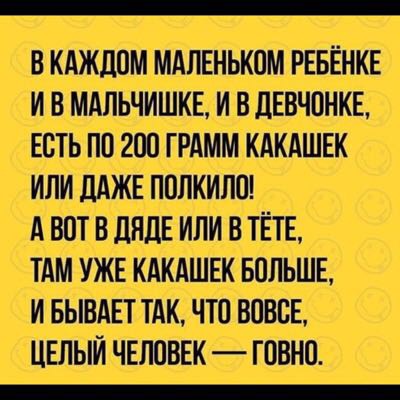 В КАЖДОМ МАЛЕНЬКОМ РЕБЁНКЕ
И В МАЛЬЧИШКЕ, И В ДЕВЧОНКЕ,
ЕСТЬ ПО 200 ГРАММ КАКАШЕК
ИЛИ ДАЖЕ ПОЛКИЛО!
А ВОТ В ДЯДЕ ИЛИ В ТЁТЕ,
ТАМ УЖЕ КАКАШЕК БОЛЬШЕ,
И БЫВАЕТ ТАК, ЧТО ВОВСЕ,
ЦЕЛЫЙ ЧЕЛОВЕК — ГОВНО.